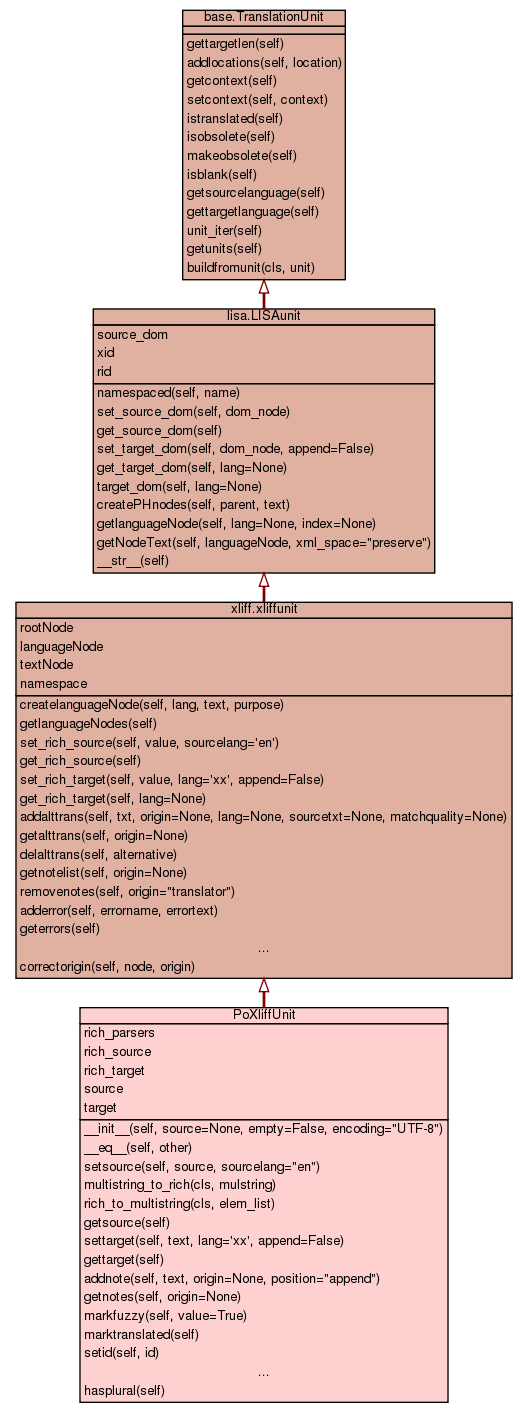 base.TranslationUnit
gettargetlen(self)
addlocations(self, location)
getcontext(self)
setcontext(self, context)
istranslated(self)
isobsolete(self)
makeobsolete(self)
isblank(self)
getsourcelanguage(self)
gettargetlanguage(self)
unit_iter(self)
getunits(self)
buildfromunit(cls, unit)
lisa.LISAunit
source_dom
xid
rid
namespaced(self, name)
set_source_dom(self, dom_node)
get_source_dom(self)
set_target_dom(self, dom_node, append=False)
get_target_dom(self, lang=None)
target_dom(self, lang=None)
createPHnodes(self, parent, text)
getlanguageNode(self, lang=None, index=None)
getNodeText(self, languageNode, xml_space="preserve")
__str__(self)
xliff.xliffunit
rootNode
languageNode
textNode
namespace
createlanguageNode(self, lang, text, purpose)
getlanguageNodes(self)
set_rich_source(self, value, sourcelang='en')
get_rich_source(self)
set_rich_target(self, value, lang='xx', append=False)
get_rich_target(self, lang=None)
addalttrans(self, txt, origin=None, lang=None, sourcetxt=None, matchquality=None)
getalttrans(self, origin=None)
delalttrans(self, alternative)
getnotelist(self, origin=None)
removenotes(self, origin="translator")
adderror(self, errorname, errortext)
geterrors(self)
...
correctorigin(self, node, origin)
PoXliffUnit
rich_parsers
rich_source
rich_target
source
target
__init__(self, source=None, empty=False, encoding="UTF-8")
__eq__(self, other)
setsource(self, source, sourcelang="en")
multistring_to_rich(cls, mulstring)
rich_to_multistring(cls, elem_list)
getsource(self)
settarget(self, text, lang='xx', append=False)
gettarget(self)
addnote(self, text, origin=None, position="append")
getnotes(self, origin=None)
markfuzzy(self, value=True)
marktranslated(self)
setid(self, id)
...
hasplural(self)